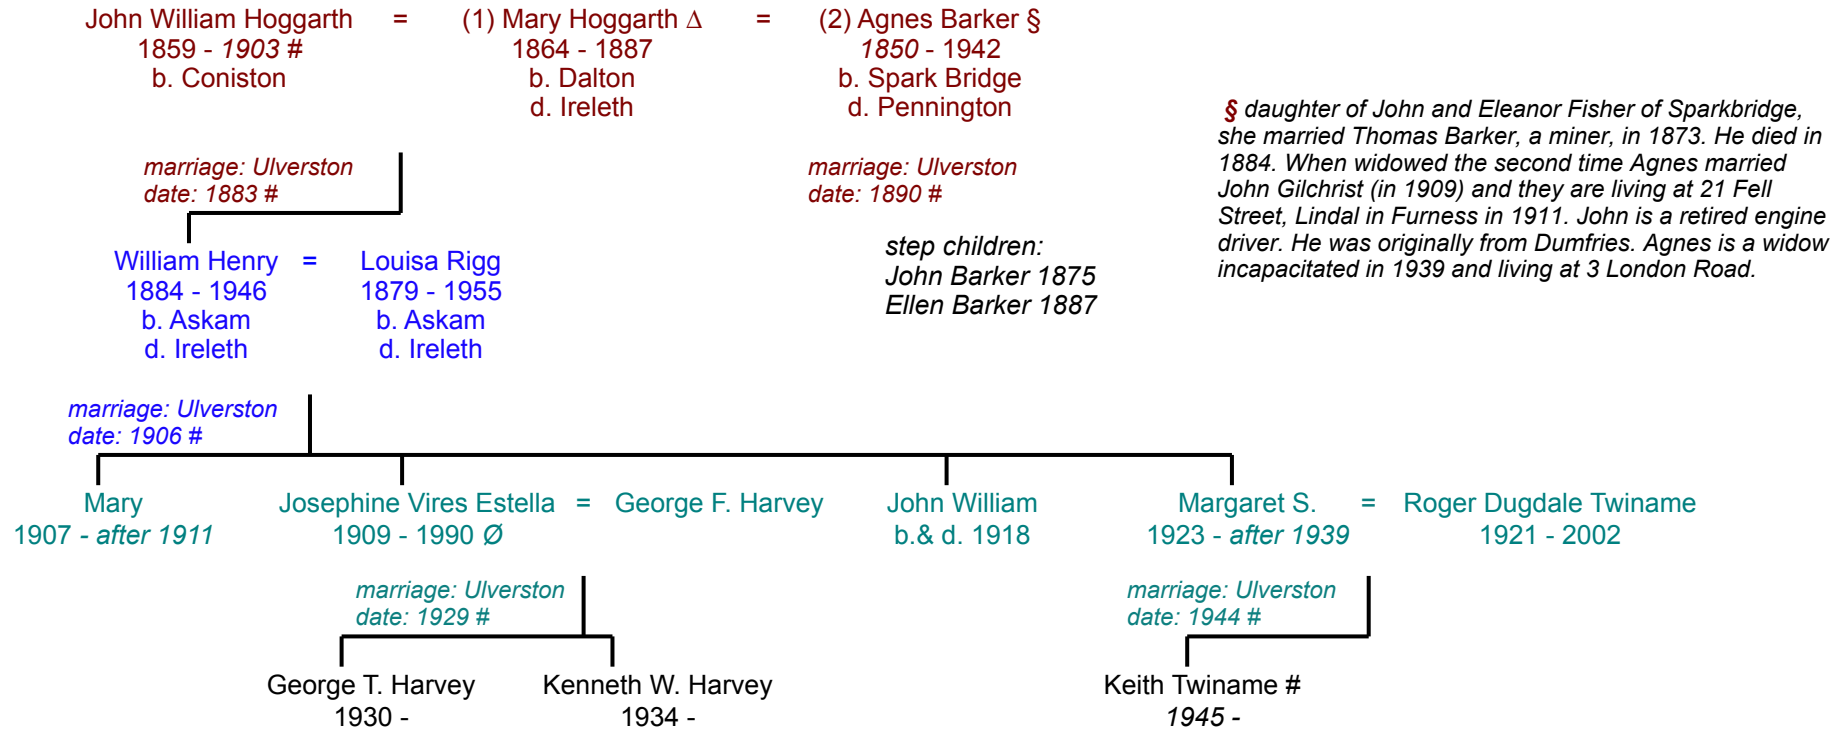 John William Hoggarth = (1) Mary Hoggarth Δ = (2) Agnes Barker §
1859 - 1903 # 1864 - 1887 1850 - 1942
b. Coniston b. Dalton b. Spark Bridge
d. Ireleth d. Pennington
§ daughter of John and Eleanor Fisher of Sparkbridge,
she married Thomas Barker, a miner, in 1873. He died in
1884. When widowed the second time Agnes married
John Gilchrist (in 1909) and they are living at 21 Fell
Street, Lindal in Furness in 1911. John is a retired engine
driver. He was originally from Dumfries. Agnes is a widow
incapacitated in 1939 and living at 3 London Road.
marriage: Ulverston marriage: Ulverston
date: 1883 # date: 1890 #
step children:
John Barker 1875
Ellen Barker 1887
William Henry = Louisa Rigg
1884 - 1946 1879 - 1955
b. Askam b. Askam
d. Ireleth d. Ireleth
marriage: Ulverston
date: 1906 #
Mary Josephine Vires Estella = George F. Harvey John William Margaret S. = Roger Dugdale Twiname
1907 - after 1911 1909 - 1990 Ø b.& d. 1918 1923 - after 1939 1921 - 2002
marriage: Ulverston marriage: Ulverston
date: 1929 # date: 1944 #
George T. Harvey Kenneth W. Harvey Keith Twiname #
1930 - 1934 - 1945 -